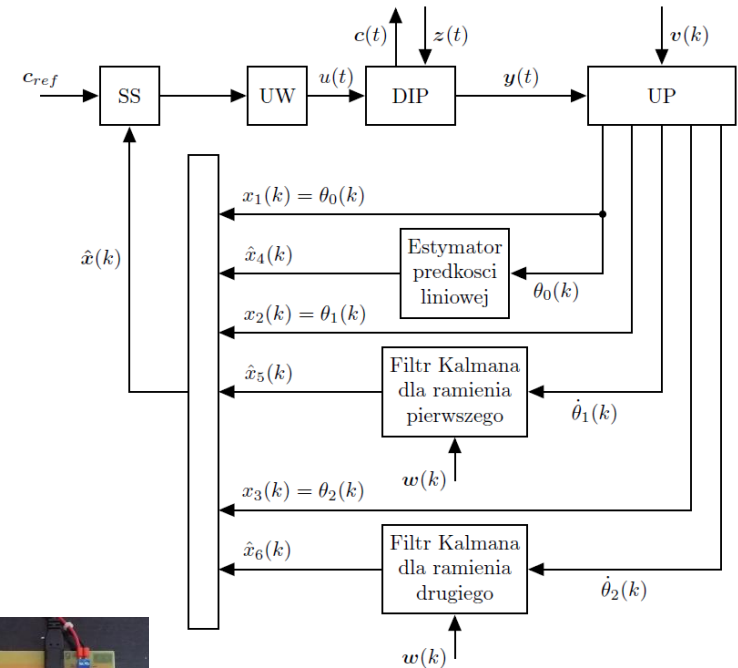 c(t)
z(t)
v(k)
c_ref
SS
UW
u(t)
DIP
y(t)
UP
x₁(k) = θ₀(k)
x̂(k)
x̂₄(k)
Estymator
predkosci
liniowej
θ₀(k)
x₂(k) = θ₁(k)
x̂₅(k)
Filtr Kalmana
dla ramienia
pierwszego
θ̇₁(k)
w(k)
x₃(k) = θ₂(k)
x̂₆(k)
Filtr Kalmana
dla ramienia
drugiego
θ̇₂(k)
w(k)